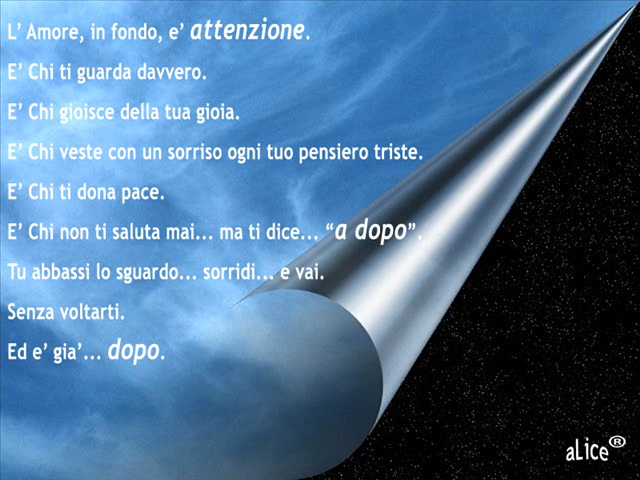 L’ Amore, in fondo, e’ attenzione.
E’ Chi ti guarda davvero.
E’ Chi gioisce della tua gioia.
E’ Chi veste con un sorriso ogni tuo pensiero triste.
E’ Chi ti dona pace.
E’ Chi non ti saluta mai... ma ti dice... “a dopo”.
Tu abbassi lo sguardo... sorridi... e vai.
Senza voltarti.
Ed e’ gia’... dopo.
aLice®